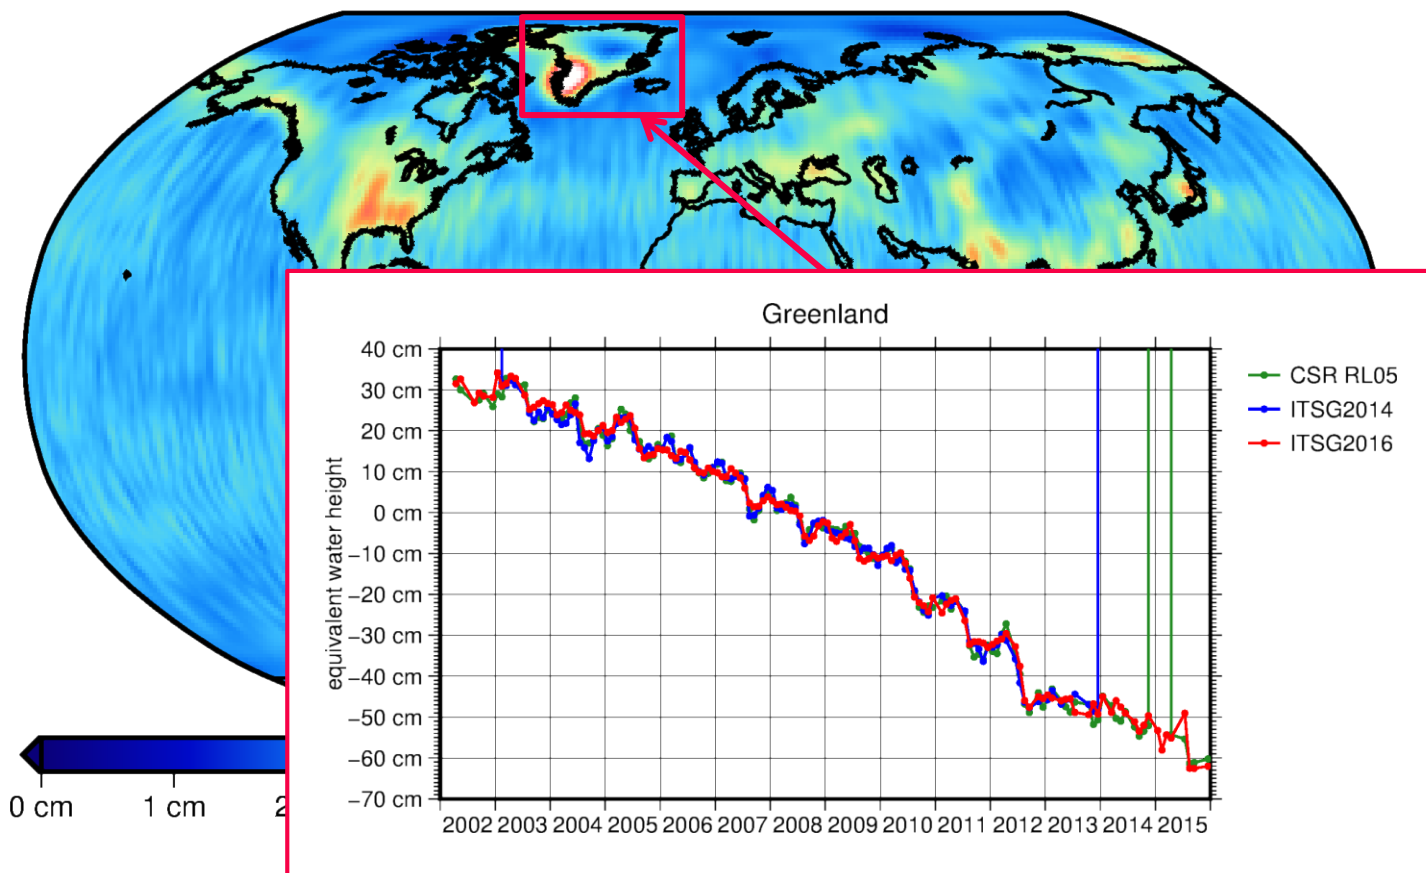 Greenland
40 cm
30 cm
20 cm
10 cm
0 cm
−10 cm
−20 cm
−30 cm
−40 cm
−50 cm
−60 cm
−70 cm
equivalent water height
2002 2003 2004 2005 2006 2007 2008 2009 2010 2011 2012 2013 2014 2015
CSR RL05
ITSG2014
ITSG2016
0 cm 1 cm 2